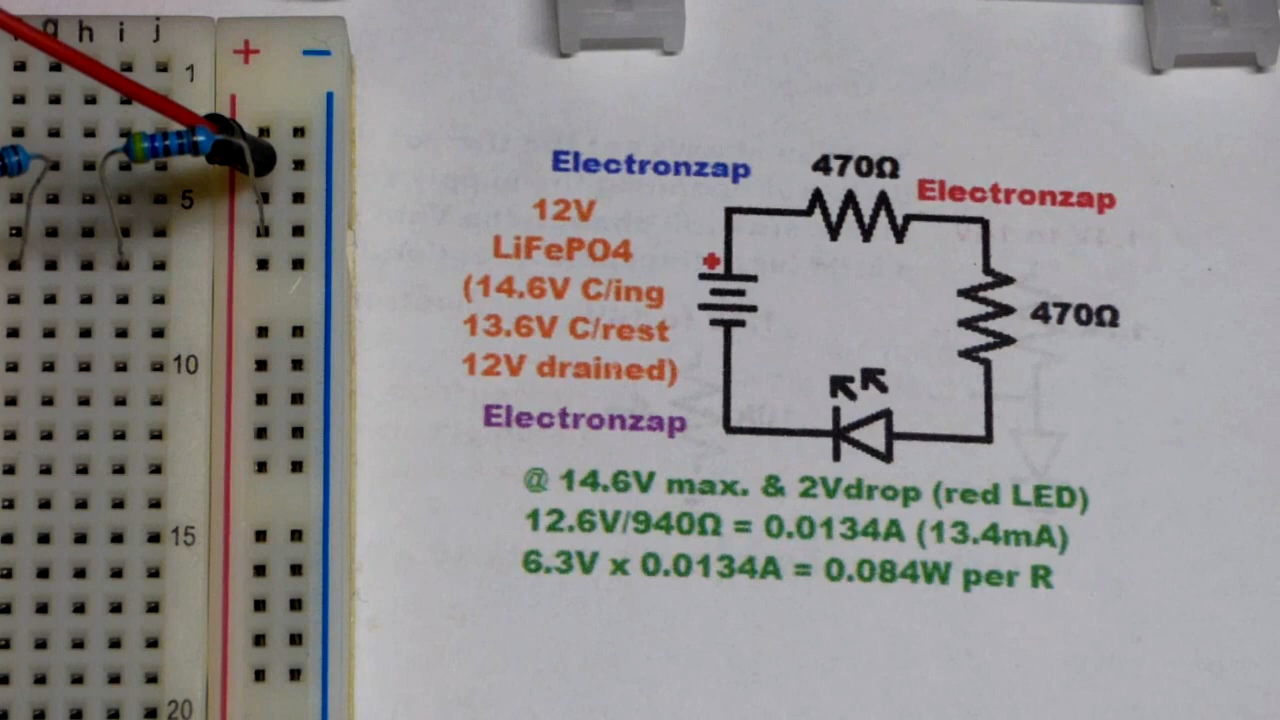 g h i j
+ −
1
5
10
15
20
Electronzap
470Ω
Electronzap
12V
LiFePO4
(14.6V C/ing
13.6V C/rest
12V drained)
+
470Ω
Electronzap
@ 14.6V max. & 2Vdrop (red LED)
12.6V/940Ω = 0.0134A (13.4mA)
6.3V x 0.0134A = 0.084W per R